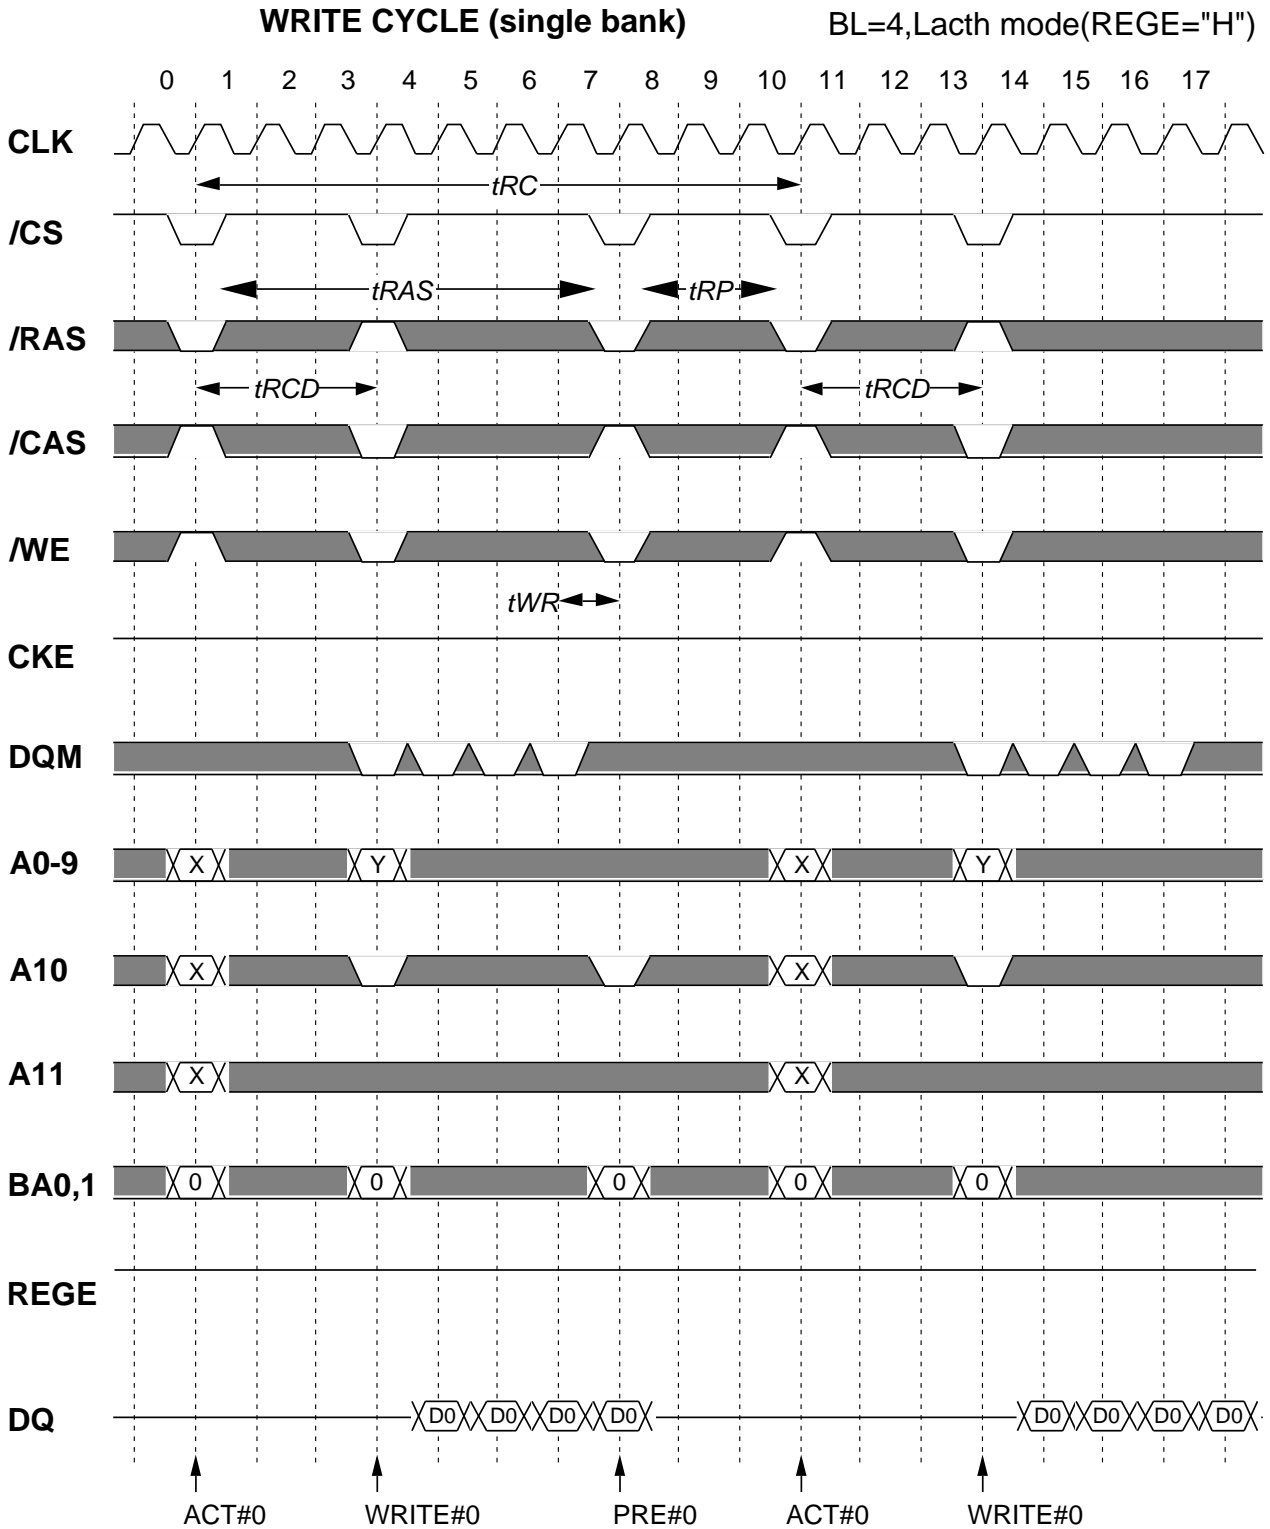 WRITE CYCLE (single bank) BL=4,Lacth mode(REGE="H")
0 1 2 3 4 5 6 7 8 9 10 11 12 13 14 15 16 17
CLK
tRC
/CS
tRAS tRP
/RAS
tRCD tRCD
/CAS
/WE
tWR
CKE
DQM
A0-9 X Y X Y
A10 X X
A11 X X
BA0,1 0 0 0 0 0
REGE
DQ D0 D0 D0 D0 D0 D0 D0 D0
ACT#0 WRITE#0 PRE#0 ACT#0 WRITE#0